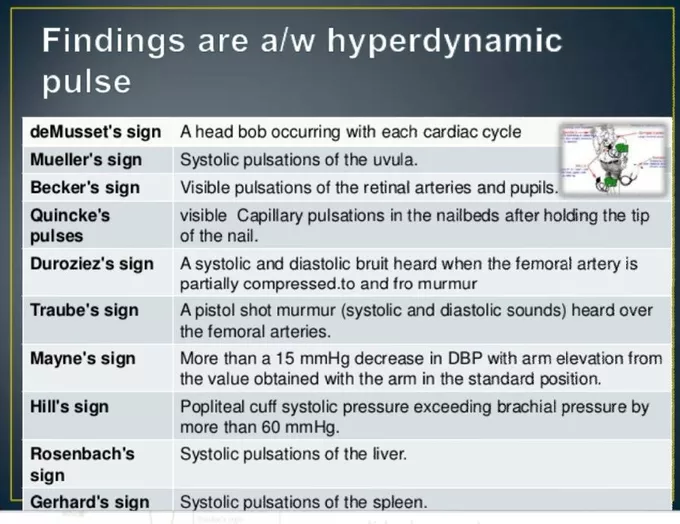 Findings are a/w hyperdynamic
pulse
deMusset's sign A head bob occurring with each cardiac cycle
Mueller's sign Systolic pulsations of the uvula.
Becker's sign Visible pulsations of the retinal arteries and pupils.
Quincke's visible Capillary pulsations in the nailbeds after holding the tip
pulses of the nail.
Duroziez's sign A systolic and diastolic bruit heard when the femoral artery is
partially compressed.to and fro murmur
Traube's sign A pistol shot murmur (systolic and diastolic sounds) heard over
the femoral arteries.
Mayne's sign More than a 15 mmHg decrease in DBP with arm elevation from
the value obtained with the arm in the standard position.
Hill's sign Popliteal cuff systolic pressure exceeding brachial pressure by
more than 60 mmHg.
Rosenbach's Systolic pulsations of the liver.
sign
Gerhard's sign Systolic pulsations of the spleen.